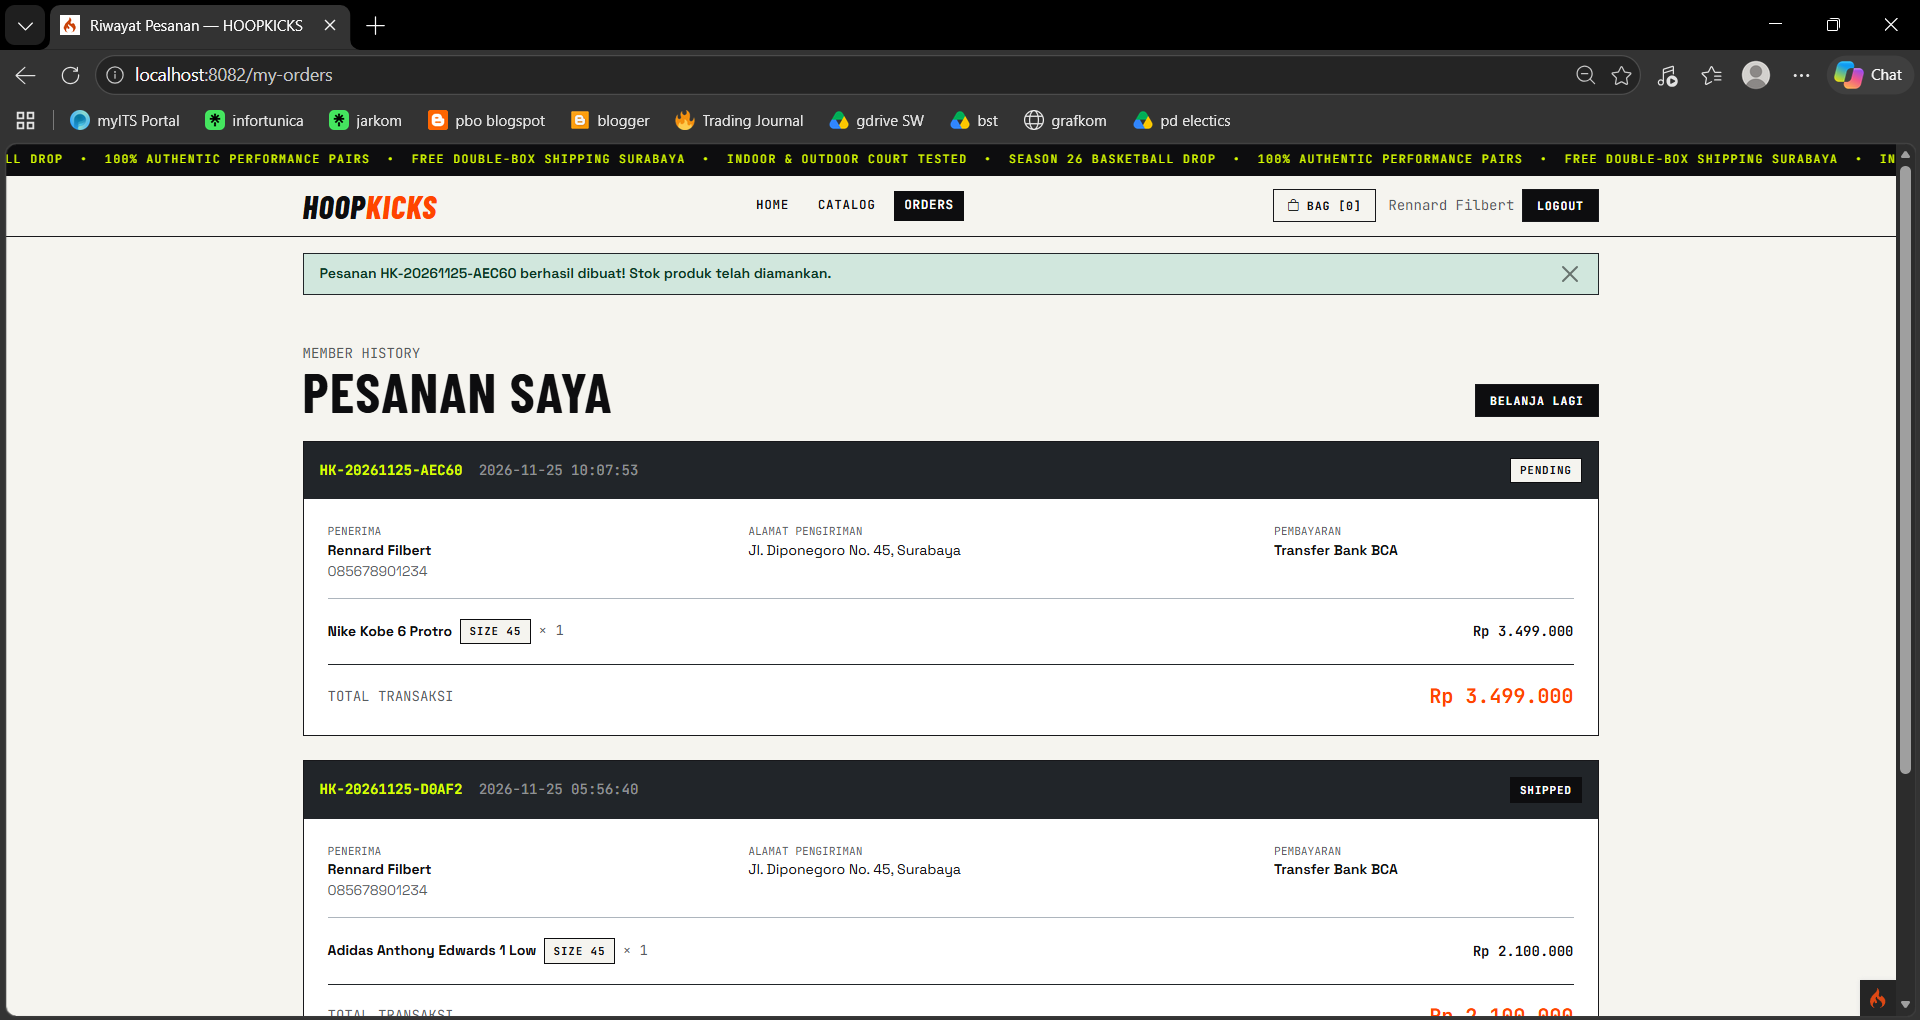 Riwayat Pesanan — HOOPKICKS
localhost:8082/my-orders
Chat
myITS Portal
infortunica
jarkom
pbo blogspot
blogger
Trading Journal
gdrive SW
bst
grafkom
pd electics
LL DROP • 100% AUTHENTIC PERFORMANCE PAIRS • FREE DOUBLE-BOX SHIPPING SURABAYA • INDOOR & OUTDOOR COURT TESTED • SEASON 26 BASKETBALL DROP • 100% AUTHENTIC PERFORMANCE PAIRS • FREE DOUBLE-BOX SHIPPING SURABAYA • IN
HOOPKICKS
HOME
CATALOG
ORDERS
BAG [0]
Rennard Filbert
LOGOUT
Pesanan HK-20261125-AEC60 berhasil dibuat! Stok produk telah diamankan.
MEMBER HISTORY
PESANAN SAYA
BELANJA LAGI
HK-20261125-AEC60 2026-11-25 10:07:53
PENDING
PENERIMA
Rennard Filbert
085678901234
ALAMAT PENGIRIMAN
Jl. Diponegoro No. 45, Surabaya
PEMBAYARAN
Transfer Bank BCA
Nike Kobe 6 Protro SIZE 45 × 1
Rp 3.499.000
TOTAL TRANSAKSI
Rp 3.499.000
HK-20261125-D0AF2 2026-11-25 05:56:40
SHIPPED
PENERIMA
Rennard Filbert
085678901234
ALAMAT PENGIRIMAN
Jl. Diponegoro No. 45, Surabaya
PEMBAYARAN
Transfer Bank BCA
Adidas Anthony Edwards 1 Low SIZE 45 × 1
Rp 2.100.000
TOTAL TRANSAKSI
Rp 2.100.000